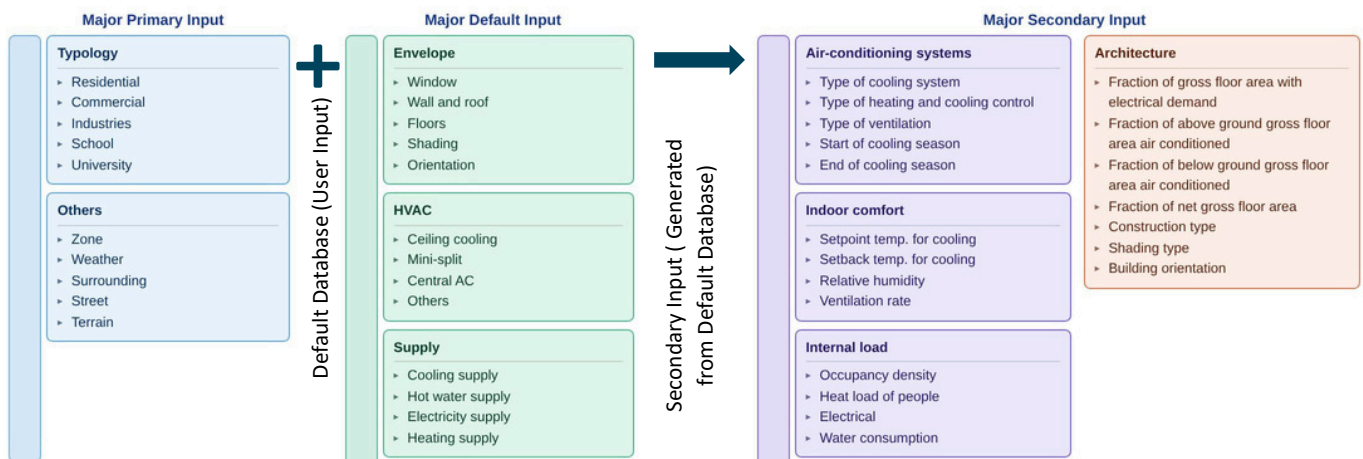 Major Primary Input
Typology
Residential
Commercial
Industries
School
University
Others
Zone
Weather
Surrounding
Street
Terrain
Default Database (User Input)
Major Default Input
Envelope
Window
Wall and roof
Floors
Shading
Orientation
HVAC
Ceiling cooling
Mini-split
Central AC
Others
Supply
Cooling supply
Hot water supply
Electricity supply
Heating supply
Secondary Input ( Generated
from Default Database)
Major Secondary Input
Air-conditioning systems
Type of cooling system
Type of heating and cooling control
Type of ventilation
Start of cooling season
End of cooling season
Indoor comfort
Setpoint temp. for cooling
Setback temp. for cooling
Relative humidity
Ventilation rate
Internal load
Occupancy density
Heat load of people
Electrical
Water consumption
Architecture
Fraction of gross floor area with
electrical demand
Fraction of above ground gross floor
area air conditioned
Fraction of below ground gross floor
area air conditioned
Fraction of net gross floor area
Construction type
Shading type
Building orientation